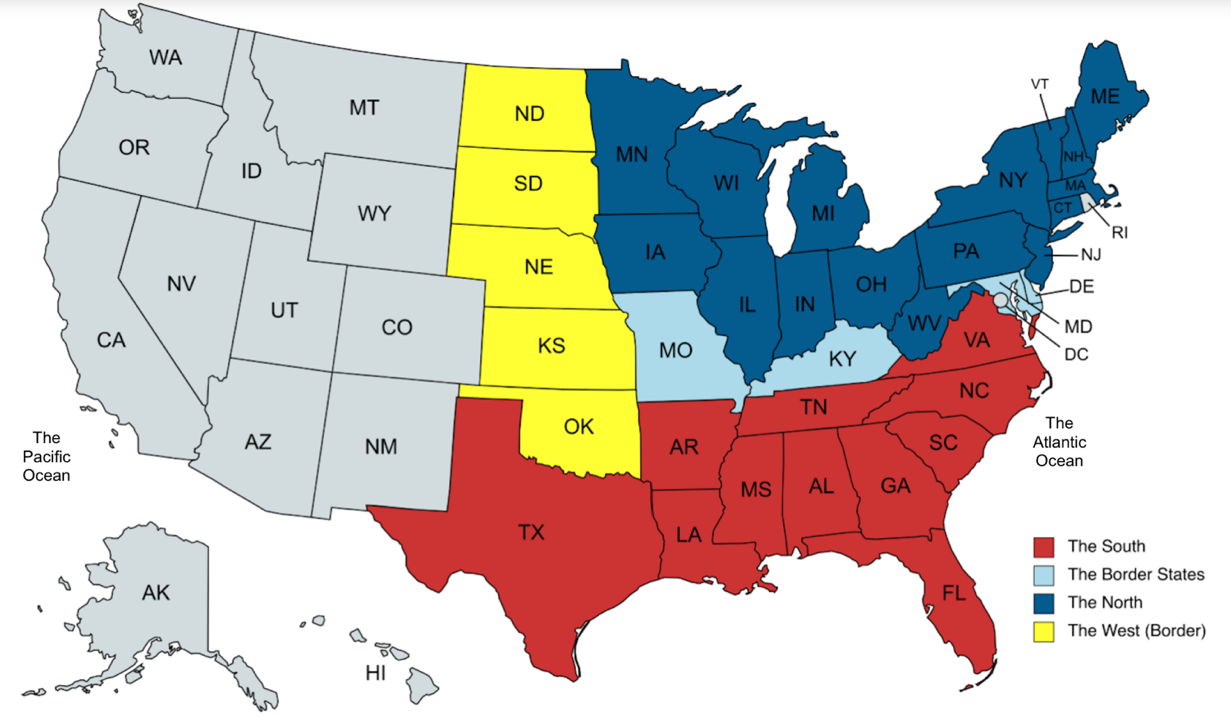 WA
OR
ID
MT
WY
NV
UT
CO
CA
AZ
NM
ND
SD
NE
KS
OK
TX
MN
WI
MI
IA
IL
IN
OH
MO
KY
WV
PA
NY
VT
NH
ME
MA
CT
RI
NJ
DE
MD
DC
VA
NC
TN
SC
AR
MS
AL
GA
LA
FL
AK
HI
The
Pacific
Ocean
The
Atlantic
Ocean
The South
The Border States
The North
The West (Border)